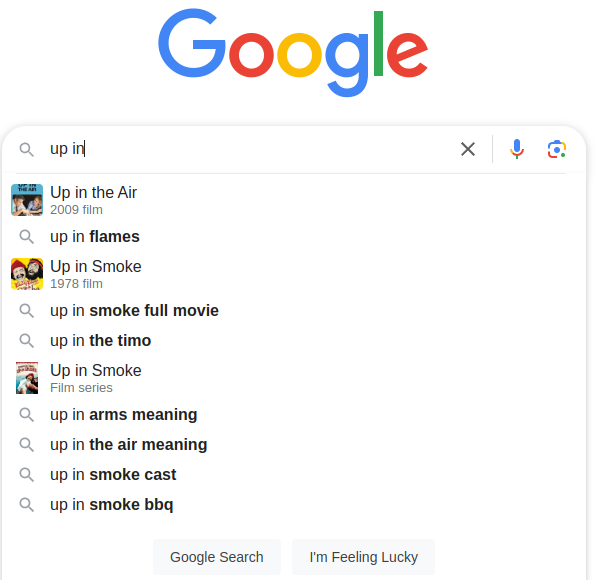 Google
up in
Up in the Air
2009 film
up in flames
Up in Smoke
1978 film
up in smoke full movie
up in the timo
Up in Smoke
Film series
up in arms meaning
up in the air meaning
up in smoke cast
up in smoke bbq
Google Search
I'm Feeling Lucky